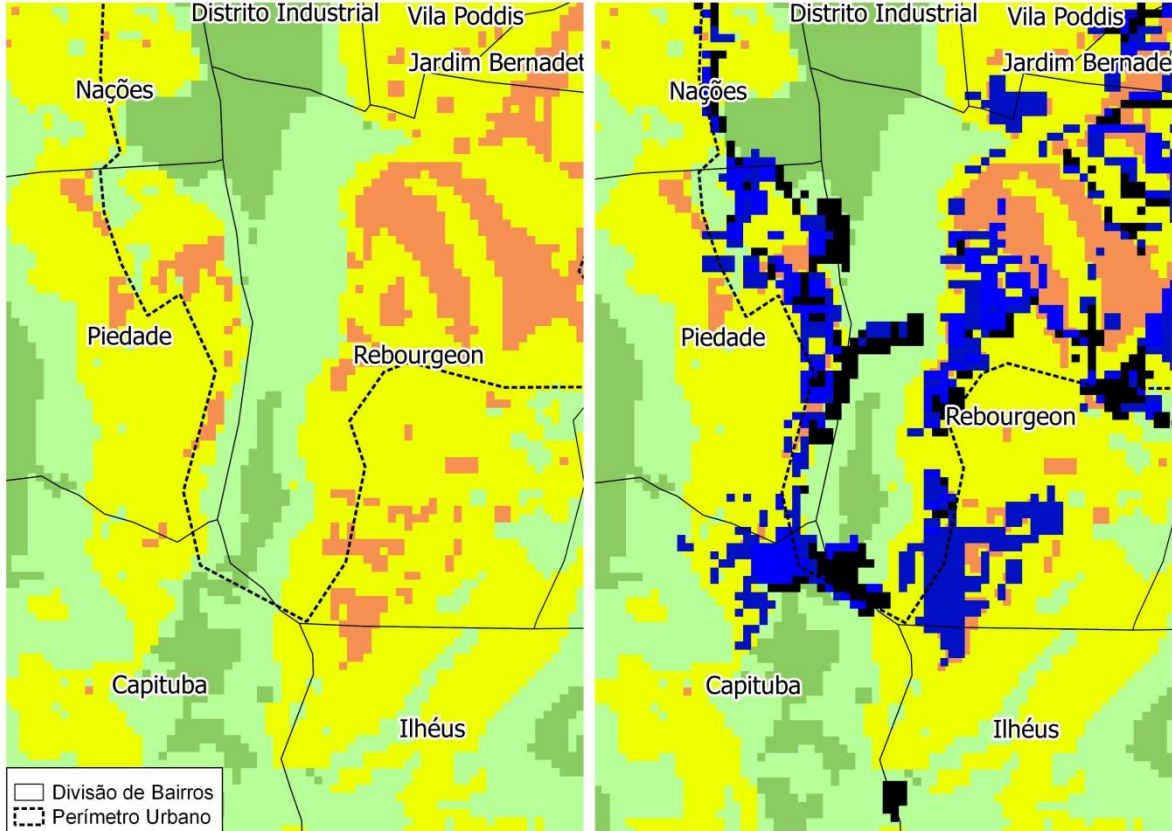 Distrito Industrial
Vila Poddis
Jardim Bernadet
Nações
Piedade
Rebourgeon
Capituba
Ilhéus
Divisão de Bairros
Perímetro Urbano
Distrito Industrial
Vila Poddis
Jardim Bernade
Nações
Piedade
Rebourgeon
Capituba
Ilhéus